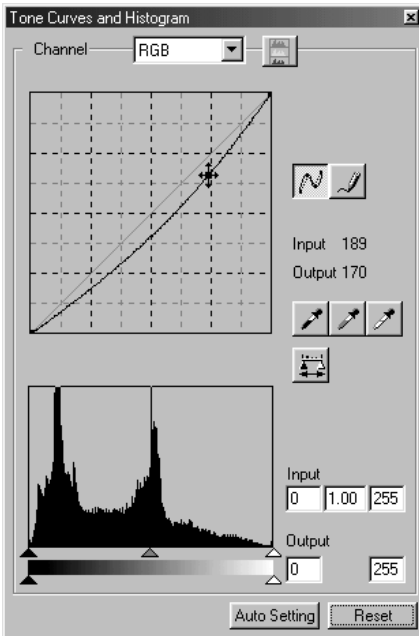 Tone Curves and Histogram
Channel RGB
Input 189
Output 170
Input
0 1.00 255
Output
0 255
Auto Setting Reset